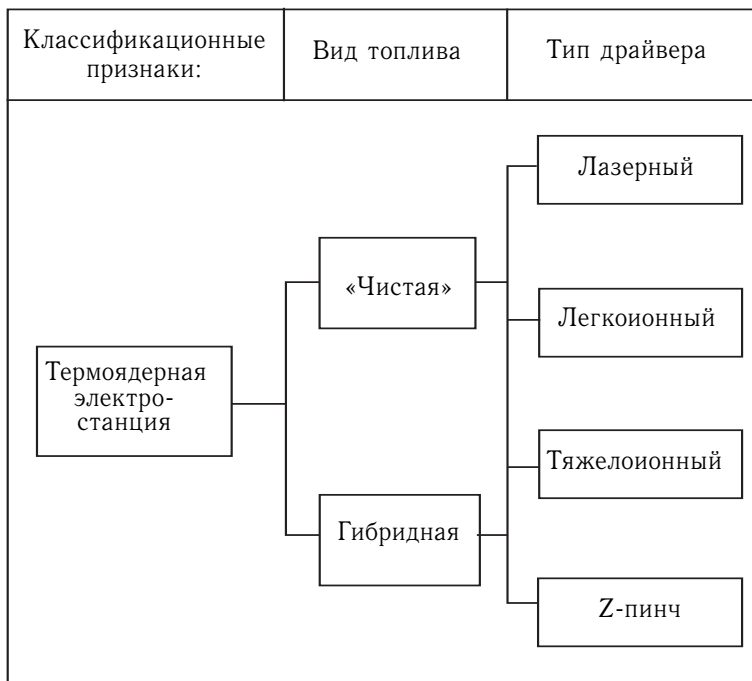 Классификационные
признаки:
Вид топлива
Тип драйвера
Лазерный
«Чистая»
Легкоионный
Термоядерная
электро-
станция
Тяжелоионный
Гибридная
Z-пинч